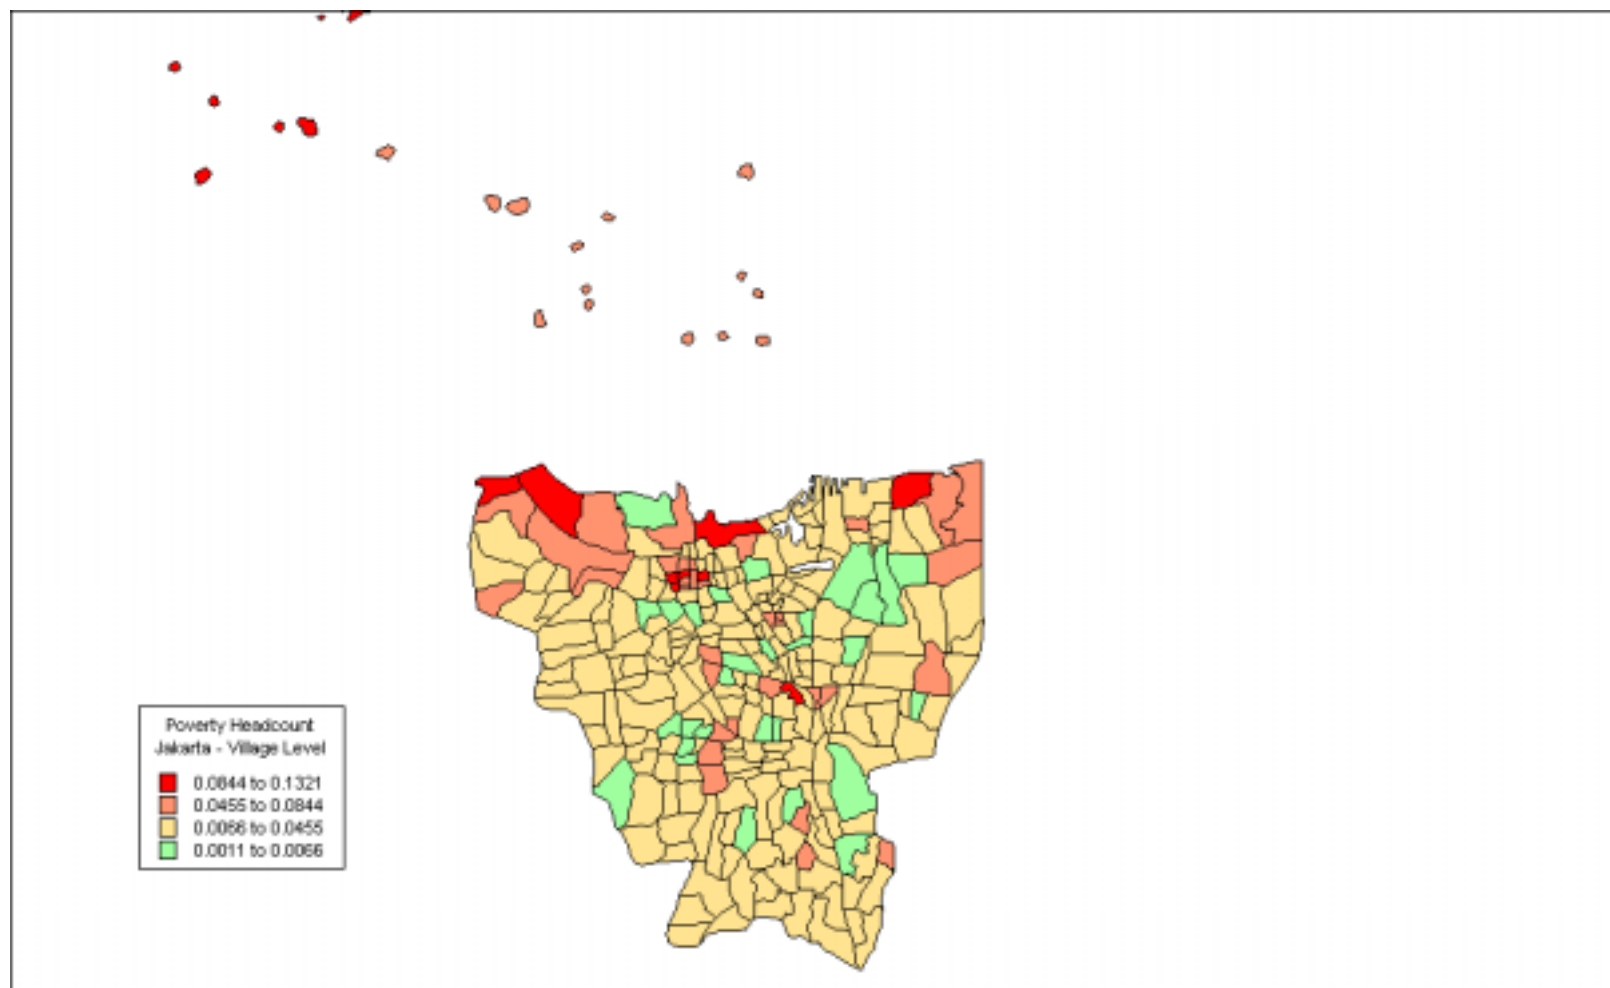 Poverty Headcount
Jakarta - Village Level
0.0844 to 0.1321
0.0455 to 0.0844
0.0066 to 0.0455
0.0011 to 0.0066